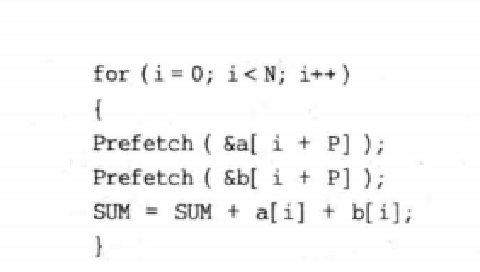 for (i = 0; i < N; i++)
{
Prefetch ( &a[ i + P] );
Prefetch ( &b[ i + P] );
SUM = SUM + a[i] + b[i];
}